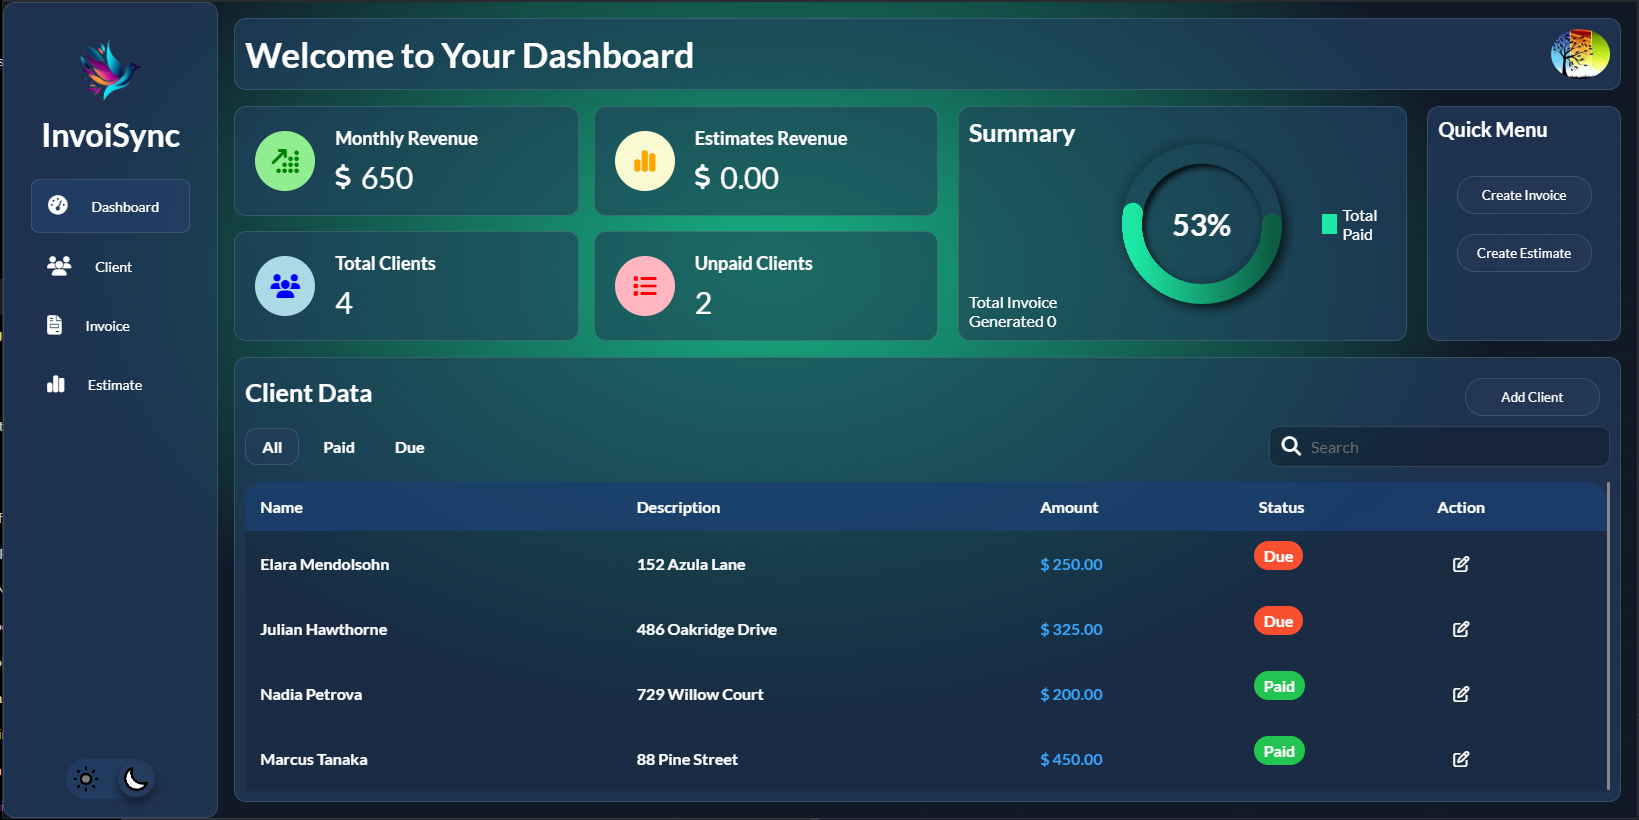 InvoiSync
Dashboard
Client
Invoice
Estimate
Welcome to Your Dashboard
Monthly Revenue
$ 650
Estimates Revenue
$ 0.00
Total Clients
4
Unpaid Clients
2
Summary
53%
Total
Paid
Total Invoice
Generated 0
Quick Menu
Create Invoice
Create Estimate
Client Data
Add Client
All Paid Due
Search
Name Description Amount Status Action
Elara Mendolsohn 152 Azula Lane $ 250.00 Due
Julian Hawthorne 486 Oakridge Drive $ 325.00 Due
Nadia Petrova 729 Willow Court $ 200.00 Paid
Marcus Tanaka 88 Pine Street $ 450.00 Paid